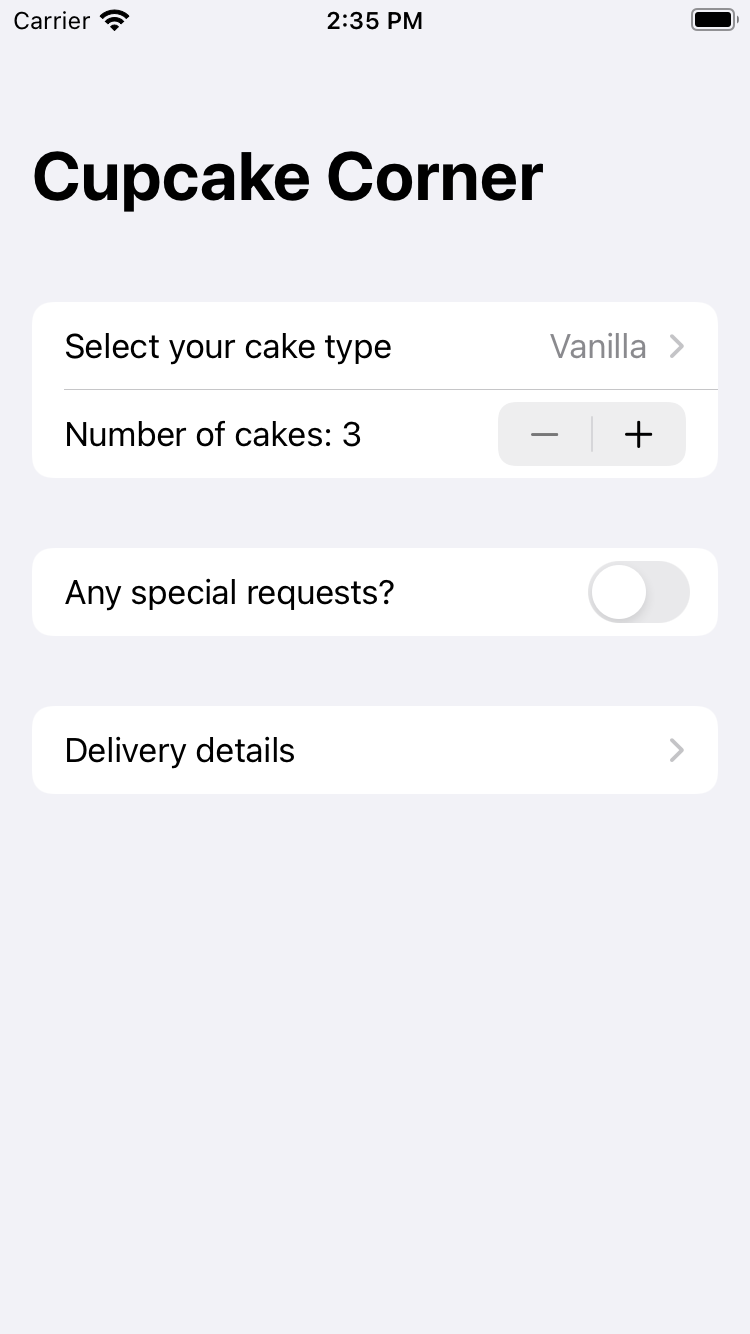 Carrier 2:35 PM
Cupcake Corner
Select your cake type Vanilla
Number of cakes: 3
Any special requests?
Delivery details